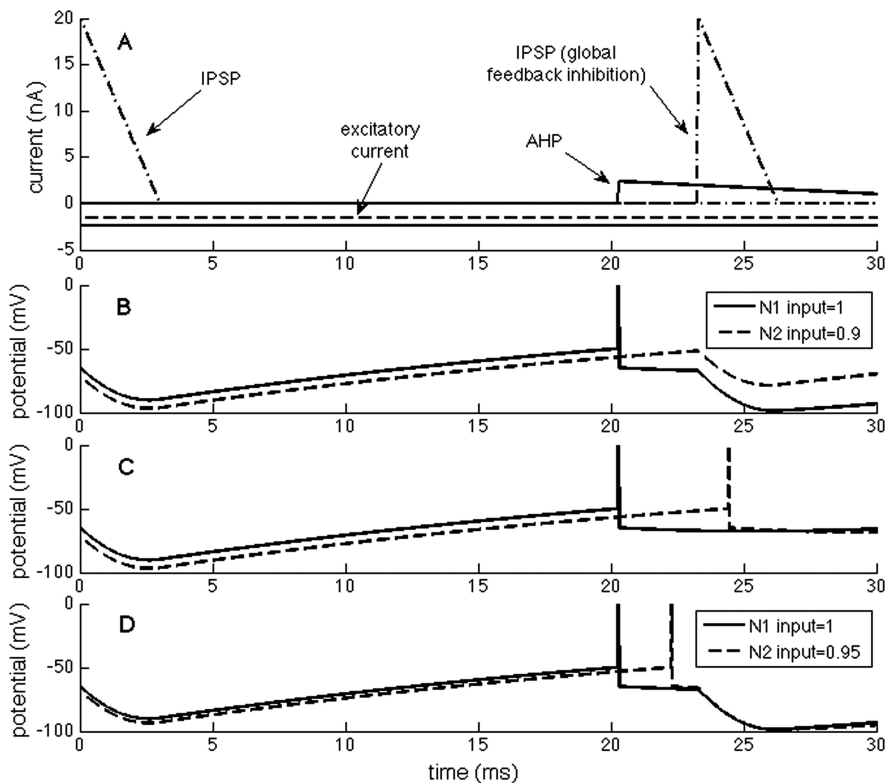 A
current (nA)
20
15
10
5
0
-5
IPSP
excitatory
current
AHP
IPSP (global
feedback inhibition)
0 5 10 15 20 25 30
B
potential (mV)
0
-50
-100
N1 input=1
N2 input=0.9
0 5 10 15 20 25 30
C
potential (mV)
0
-50
-100
0 5 10 15 20 25 30
D
potential (mV)
0
-50
-100
N1 input=1
N2 input=0.95
0 5 10 15 20 25 30
time (ms)